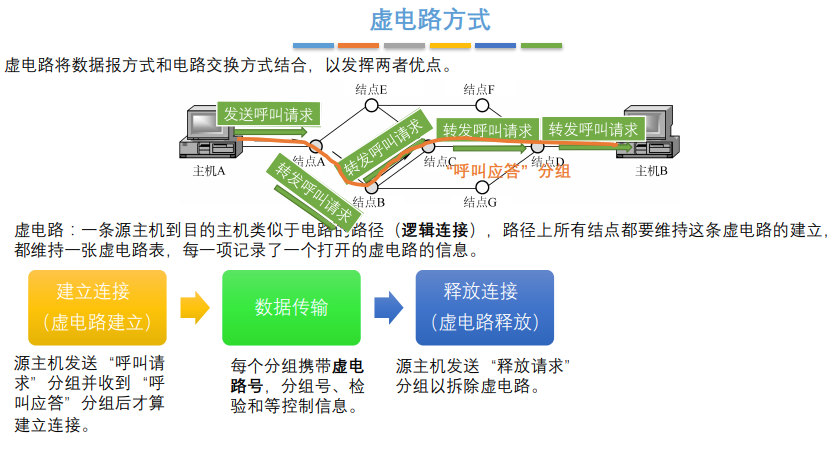 虚电路方式
虚电路将数据报方式和电路交换方式结合，以发挥两者优点。
结点E
结点F
发送呼叫请求
转发呼叫请求
转发呼叫请求
转发呼叫请求
转发呼叫请求
主机A
结点A
结点C
结点D
主机B
“呼叫应答”分组
结点B
结点G
虚电路：一条源主机到目的主机类似于电路的路径（逻辑连接），路径上所有结点都要维持这条虚电路的建立，
都维持一张虚电路表，每一项记录了一个打开的虚电路的信息。
建立连接
（虚电路建立）
数据传输
释放连接
（虚电路释放）
源主机发送“呼叫请
求”分组并收到“呼
叫应答”分组后才算
建立连接。
每个分组携带虚电
路号，分组号、检
验和等控制信息。
源主机发送“释放请求”
分组以拆除虚电路。